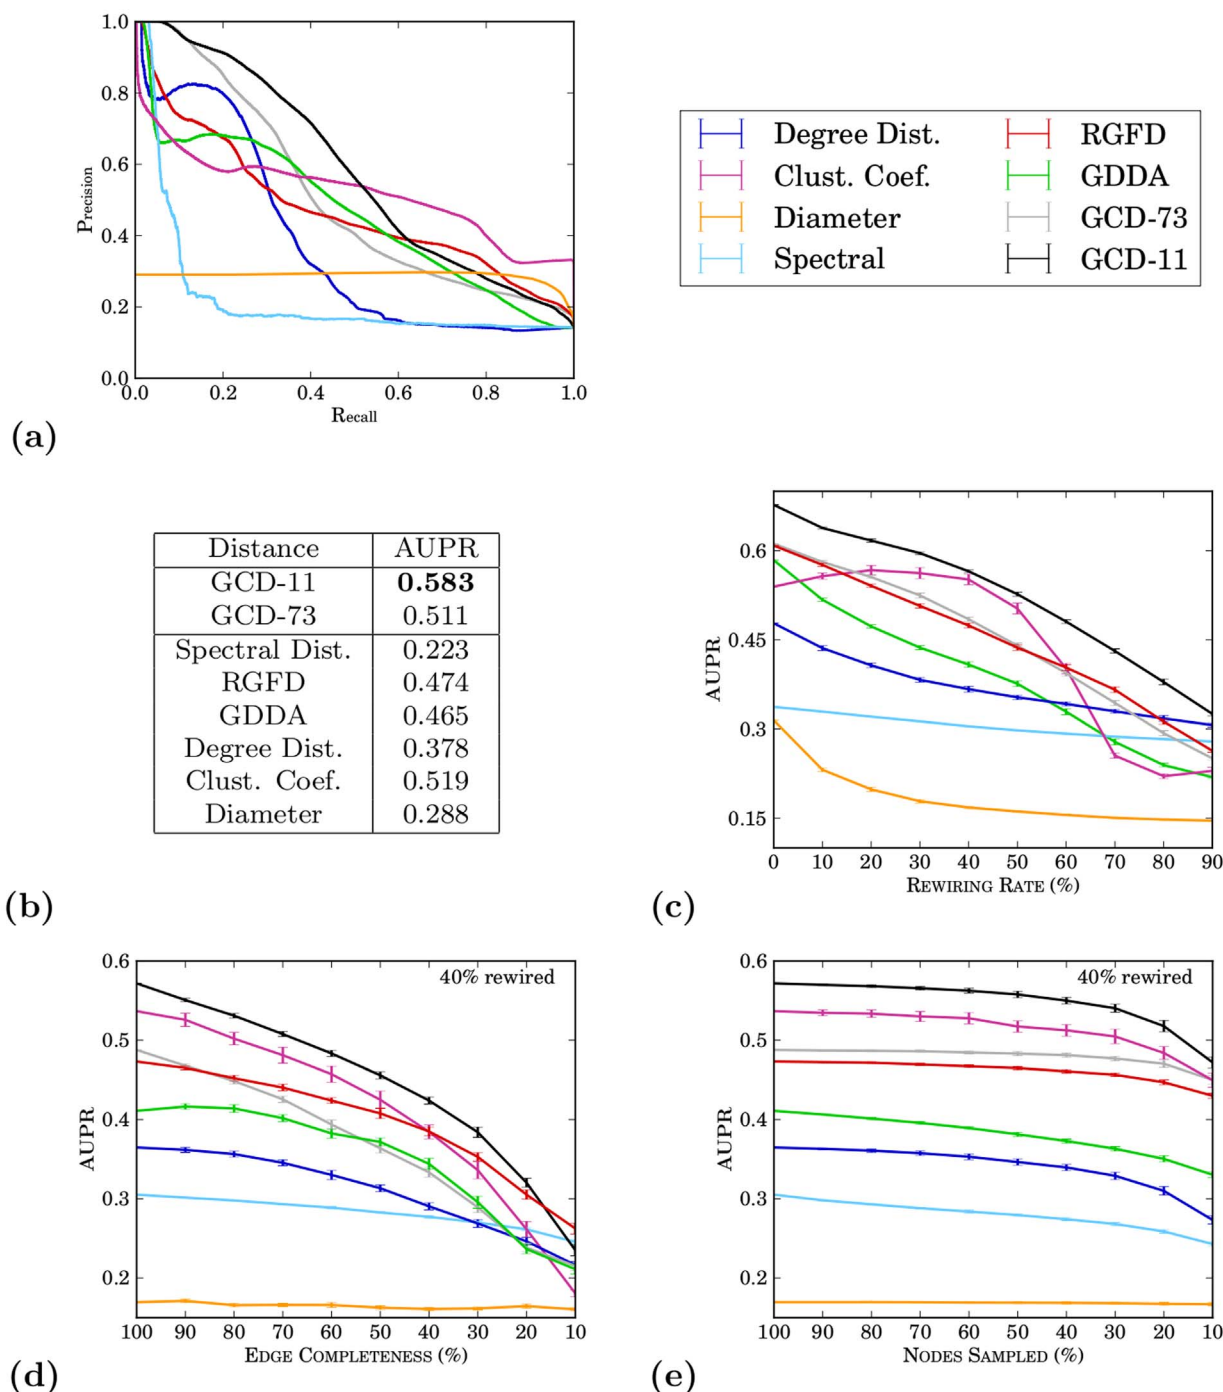 1.0
0.8
0.6
0.4
0.2
0.0
Precision
0.0 0.2 0.4 0.6 0.8 1.0
Recall
(a)
Degree Dist. RGFD
Clust. Coef. GDDA
Diameter GCD-73
Spectral GCD-11
Distance AUPR
GCD-11 0.583
GCD-73 0.511
Spectral Dist. 0.223
RGFD 0.474
GDDA 0.465
Degree Dist. 0.378
Clust. Coef. 0.519
Diameter 0.288
(b)
0.6
0.45
0.3
0.15
AUPR
0 10 20 30 40 50 60 70 80 90
Rewiring Rate (%)
(c)
40% rewired
0.6
0.5
0.4
0.3
0.2
AUPR
100 90 80 70 60 50 40 30 20 10
Edge Completeness (%)
(d)
40% rewired
0.6
0.5
0.4
0.3
0.2
AUPR
100 90 80 70 60 50 40 30 20 10
Nodes Sampled (%)
(e)